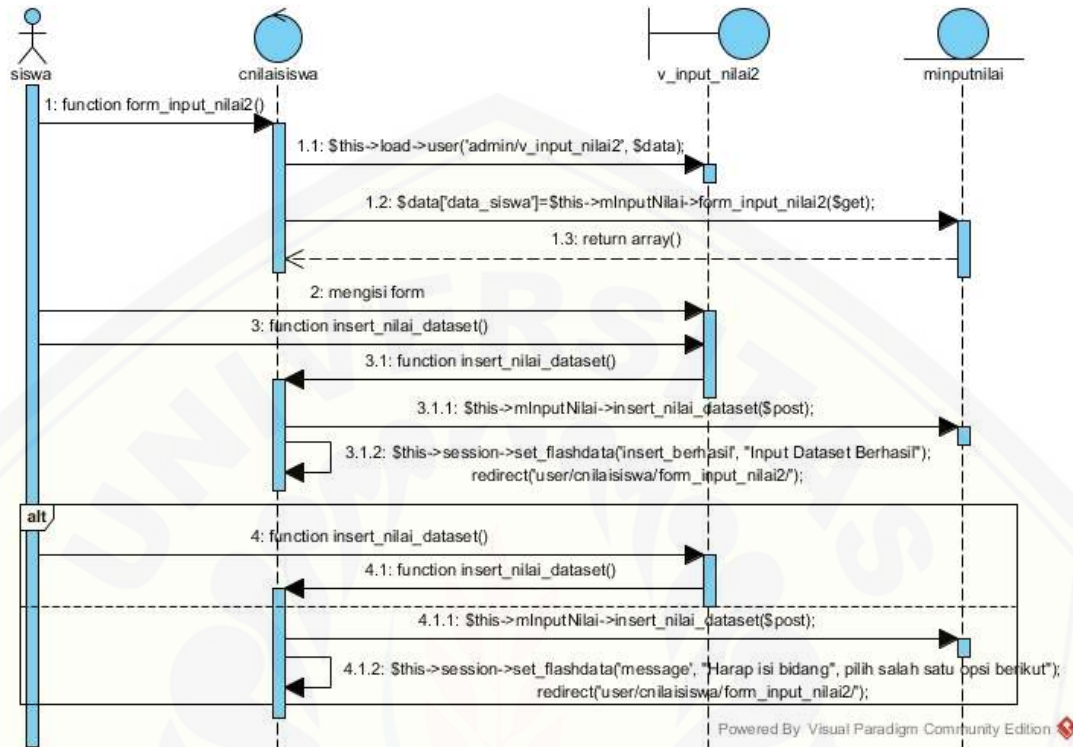 siswa
cnilaisiswa
v_input_nilai2
minputnilai
1: function form_input_nilai2()
1.1: $this->load->user('admin/v_input_nilai2', $data);
1.2: $data['data_siswa']=$this->mInputNilai->form_input_nilai2($get);
1.3: return array()
2: mengisi form
3: function insert_nilai_dataset()
3.1: function insert_nilai_dataset()
3.1.1: $this->mInputNilai->insert_nilai_dataset($post);
3.1.2: $this->session->set_flashdata('insert_berhasil', "Input Dataset Berhasil");
redirect("user/cnilaisiswa/form_input_nilai2/");
alt
4: function insert_nilai_dataset()
4.1: function insert_nilai_dataset()
4.1.1: $this->mInputNilai->insert_nilai_dataset($post);
4.1.2: $this->session->set_flashdata('message', "Harap isi bidang", pilih salah satu opsi berikut");
redirect("user/cnilaisiswa/form_input_nilai2/");
UNIVERSITAS
Powered By Visual Paradigm Community Edition